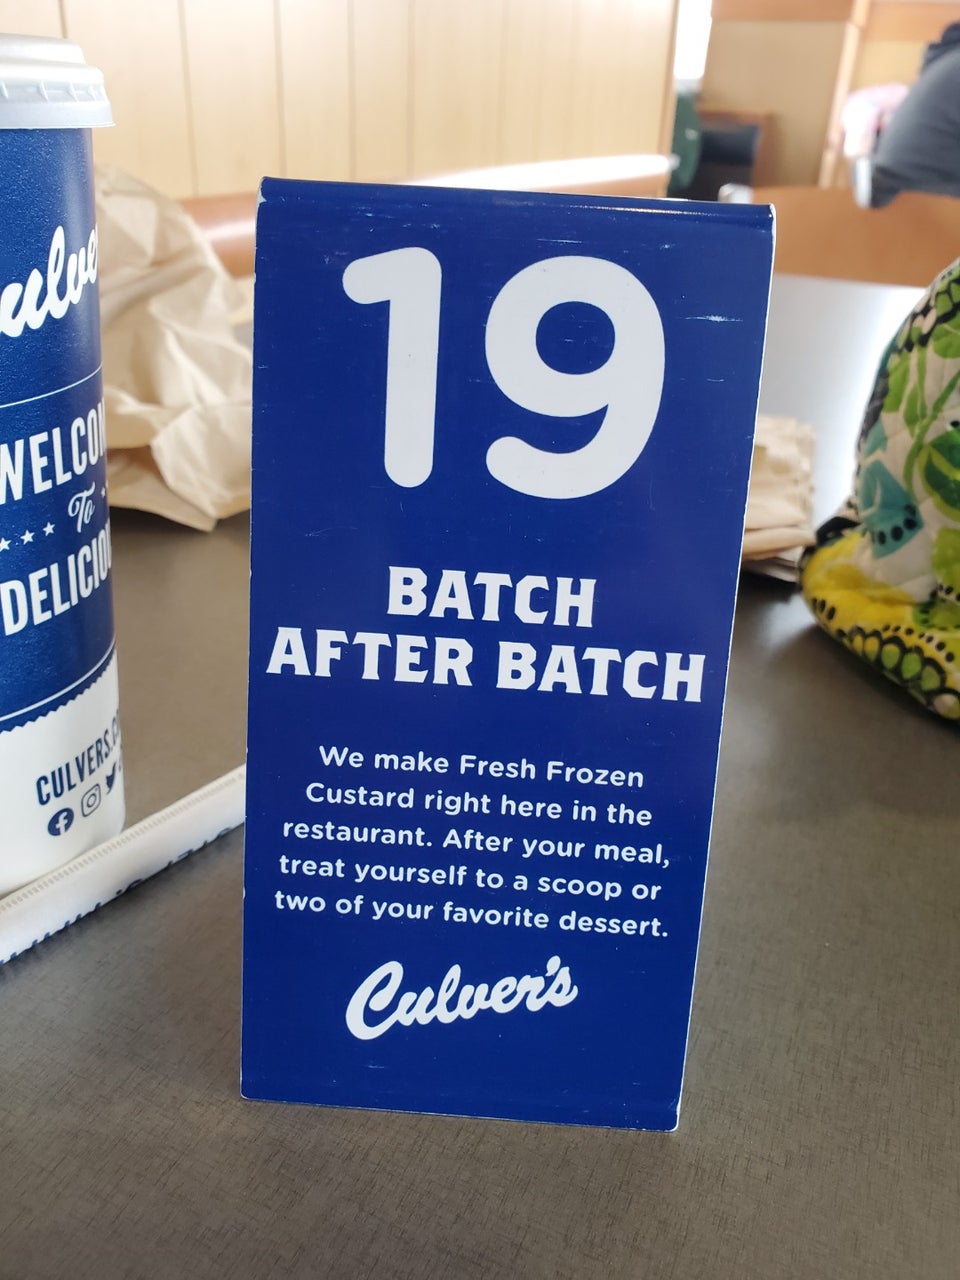 19
BATCH
AFTER BATCH
We make Fresh Frozen
Custard right here in the
restaurant. After your meal,
treat yourself to a scoop or
two of your favorite dessert.
Culver's
To